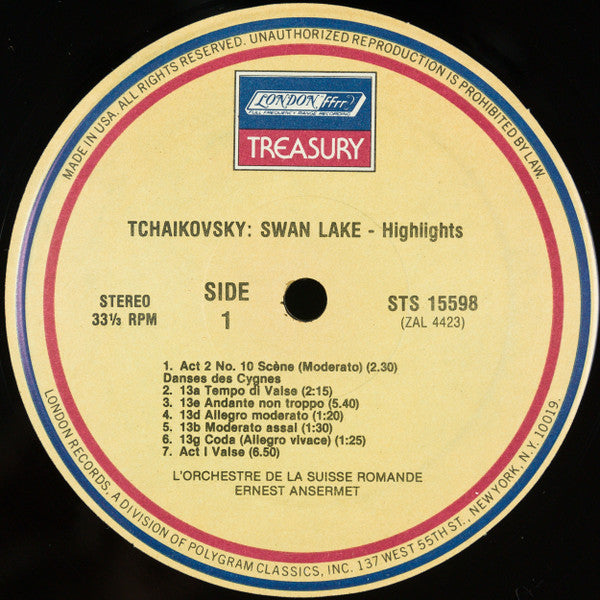 MADE IN USA. ALL RIGHTS RESERVED. UNAUTHORIZED REPRODUCTION IS PROHIBITED BY LAW.
LONDON ffrr
FULL FREQUENCY RANGE RECORDING
TREASURY
TCHAIKOVSKY: SWAN LAKE - Highlights
STEREO
33⅓ RPM
SIDE
1
STS 15598
(ZAL 4423)
1. Act 2 No. 10 Scène (Moderato) (2.30)
Danses des Cygnes
2. 13a Tempo di Valse (2:15)
3. 13e Andante non troppo (5.40)
4. 13d Allegro moderato (1:20)
5. 13b Moderato assai (1:30)
6. 13g Coda (Allegro vivace) (1:25)
7. Act I Valse (6.50)
L'ORCHESTRE DE LA SUISSE ROMANDE
ERNEST ANSERMET
LONDON RECORDS, A DIVISION OF POLYGRAM CLASSICS, INC. 137 WEST 55TH ST., NEW YORK, N.Y. 10019.